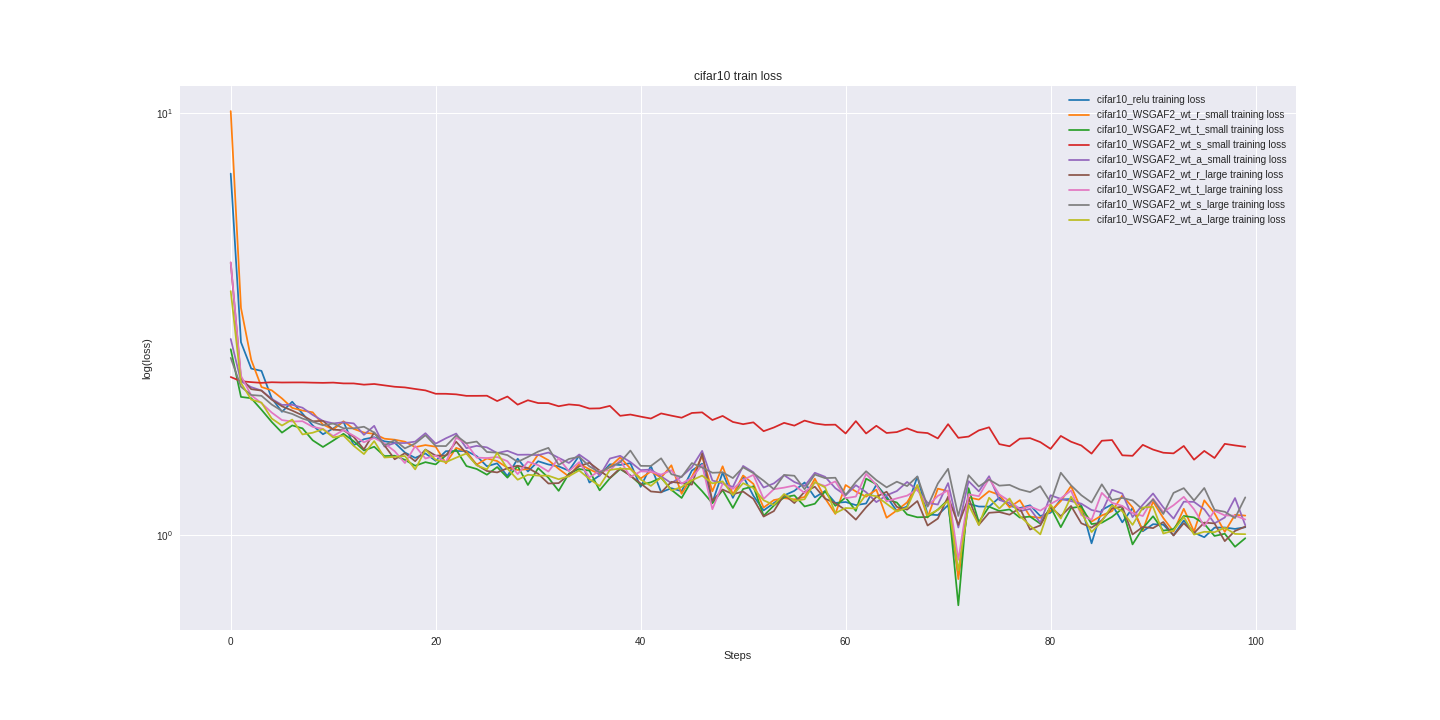 cifar10 train loss
10¹
10⁰
log(loss)
cifar10_relu training loss
cifar10_WSGAF2_wt_r_small training loss
cifar10_WSGAF2_wt_t_small training loss
cifar10_WSGAF2_wt_s_small training loss
cifar10_WSGAF2_wt_a_small training loss
cifar10_WSGAF2_wt_r_large training loss
cifar10_WSGAF2_wt_t_large training loss
cifar10_WSGAF2_wt_s_large training loss
cifar10_WSGAF2_wt_a_large training loss
0 20 40 60 80 100
Steps